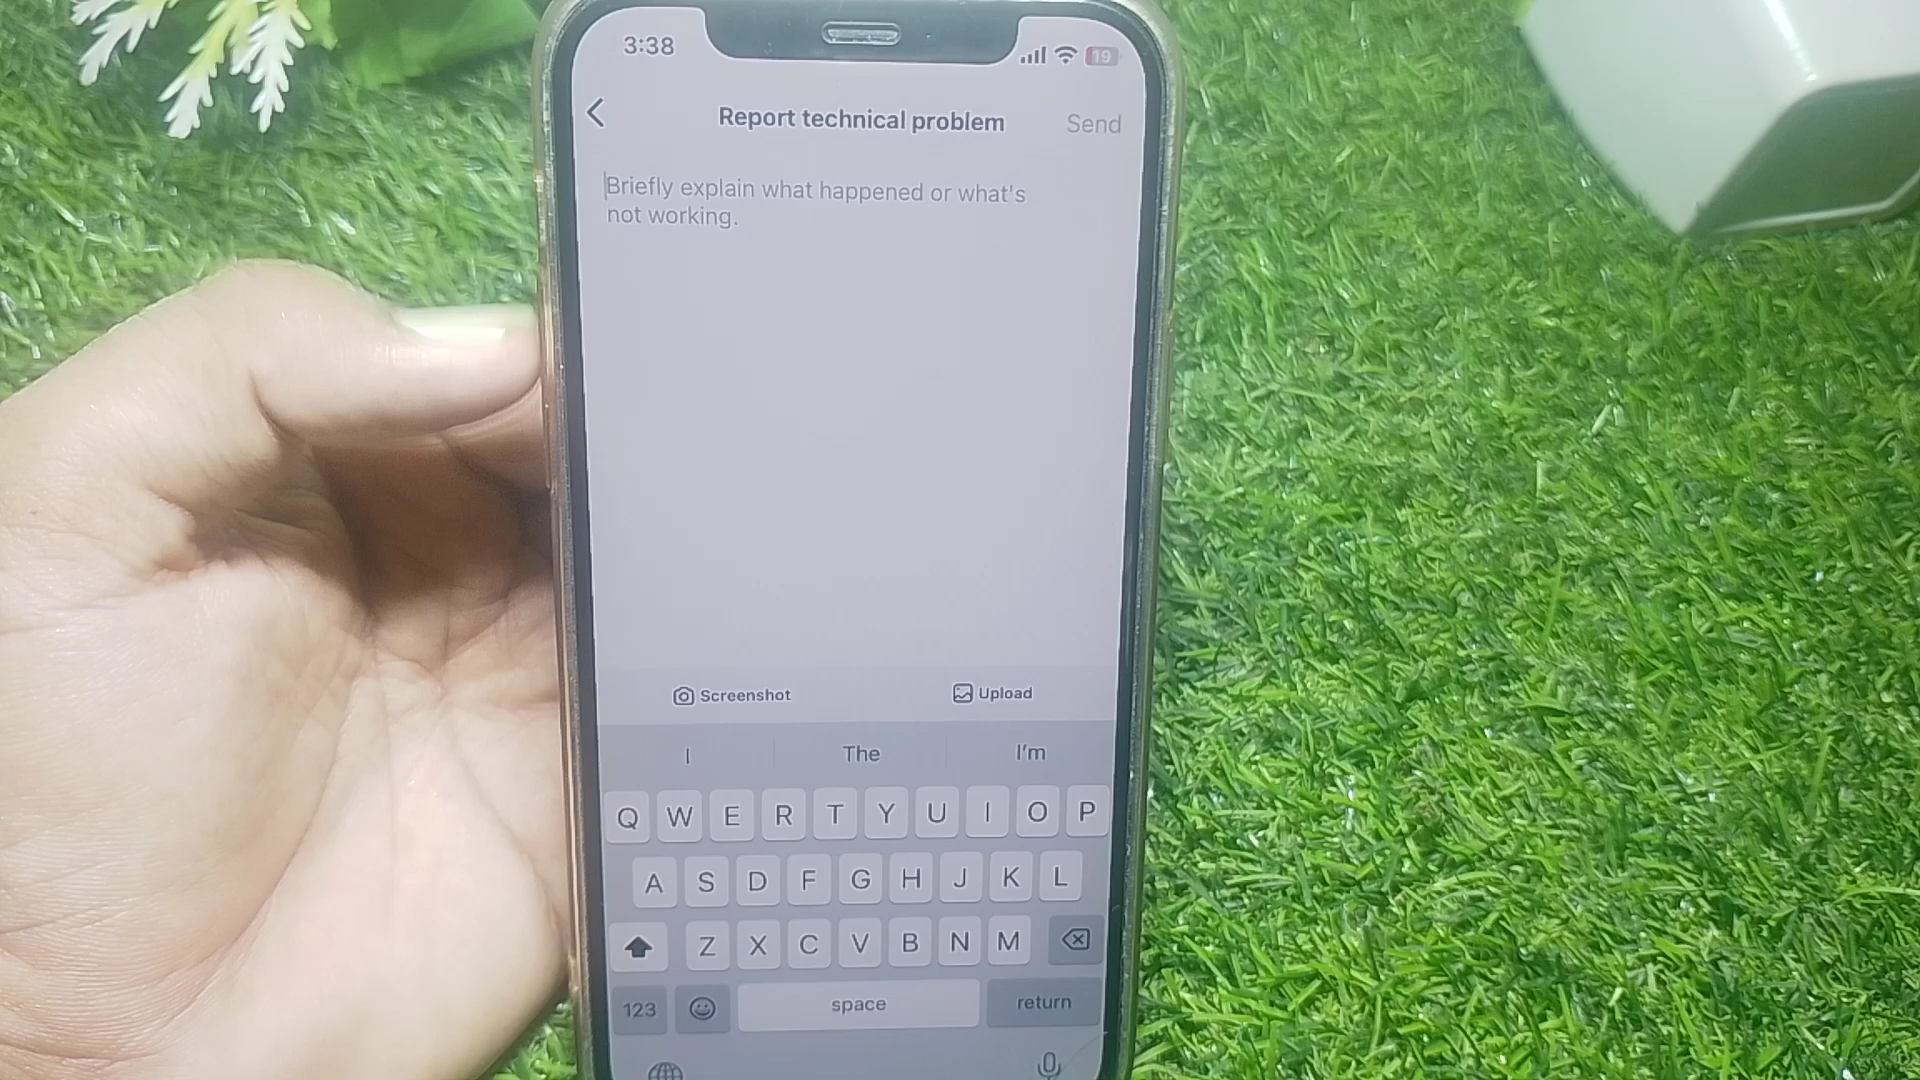 3:38
19
Report technical problem
Send
Briefly explain what happened or what's
not working.
Screenshot
Upload
I
The
I'm
Q W E R T Y U I O P
A S D F G H J K L
Z X C V B N M
123
space
return